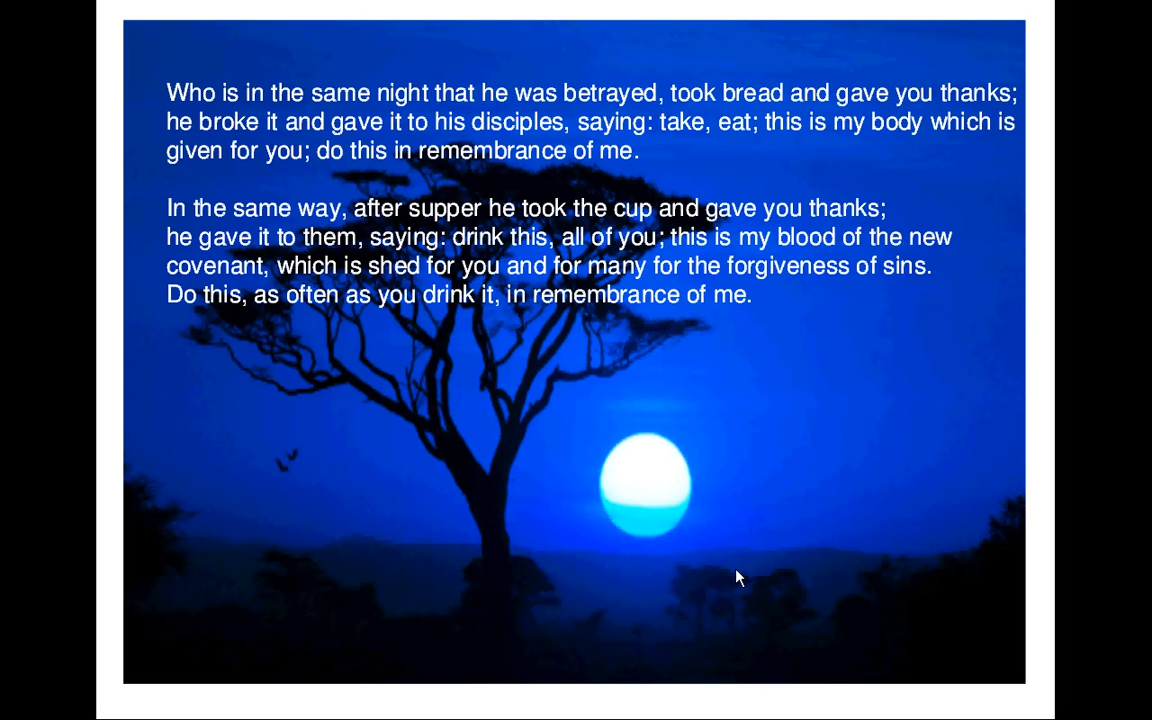 Who is in the same night that he was betrayed, took bread and gave you thanks;
he broke it and gave it to his disciples, saying: take, eat; this is my body which is
given for you; do this in remembrance of me.
In the same way, after supper he took the cup and gave you thanks;
he gave it to them, saying: drink this, all of you; this is my blood of the new
covenant, which is shed for you and for many for the forgiveness of sins.
Do this, as often as you drink it, in remembrance of me.